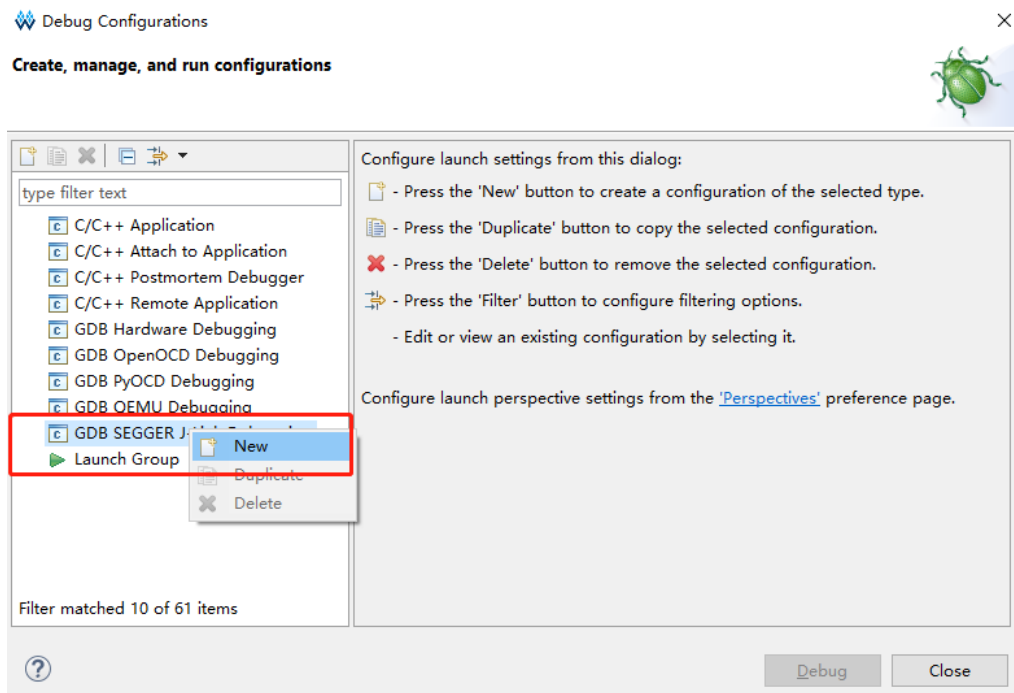 Debug Configurations
Create, manage, and run configurations
type filter text
C/C++ Application
C/C++ Attach to Application
C/C++ Postmortem Debugger
C/C++ Remote Application
GDB Hardware Debugging
GDB OpenOCD Debugging
GDB PyOCD Debugging
GDB QEMU Debugging
GDB SEGGER
Launch Group
New
Duplicate
Delete
Filter matched 10 of 61 items
Configure launch settings from this dialog:
- Press the 'New' button to create a configuration of the selected type.
- Press the 'Duplicate' button to copy the selected configuration.
- Press the 'Delete' button to remove the selected configuration.
- Press the 'Filter' button to configure filtering options.
- Edit or view an existing configuration by selecting it.
Configure launch perspective settings from the 'Perspectives' preference page.
Debug
Close